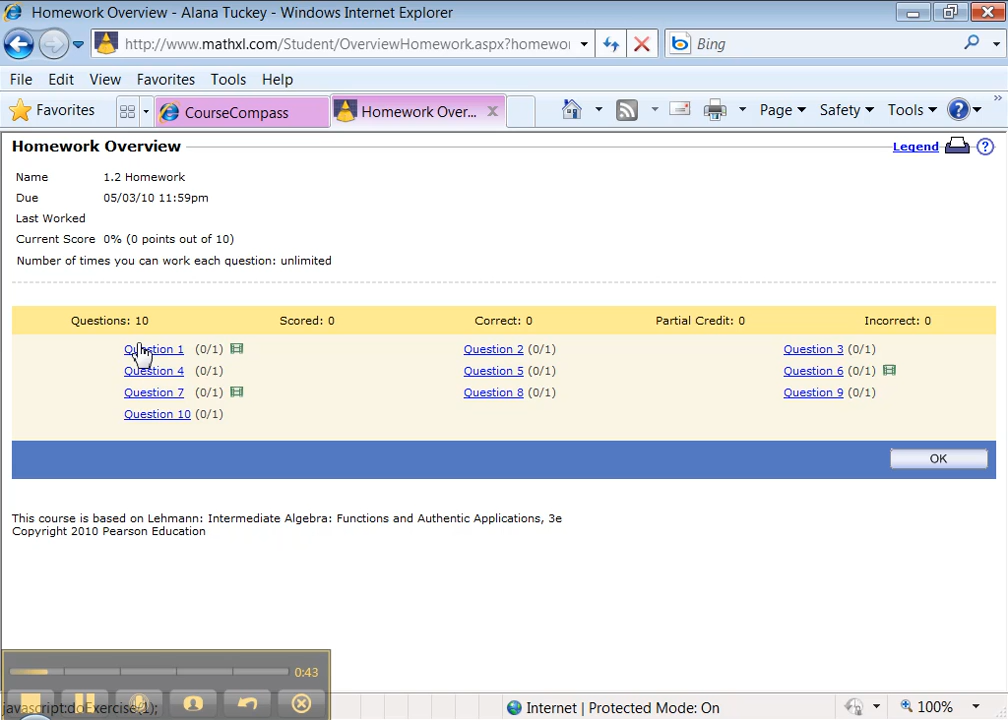 Homework Overview - Alana Tuckey - Windows Internet Explorer
http://www.mathxl.com/Student/OverviewHomework.aspx?homewor
Bing
File Edit View Favorites Tools Help
Favorites
CourseCompass
Homework Over...
Page
Safety
Tools
Homework Overview
Legend
Name 1.2 Homework
Due 05/03/10 11:59pm
Last Worked
Current Score 0% (0 points out of 10)
Number of times you can work each question: unlimited
Questions: 10 Scored: 0 Correct: 0 Partial Credit: 0 Incorrect: 0
Question 1 (0/1) Question 2 (0/1) Question 3 (0/1)
Question 4 (0/1) Question 5 (0/1) Question 6 (0/1)
Question 7 (0/1) Question 8 (0/1) Question 9 (0/1)
Question 10 (0/1)
OK
This course is based on Lehmann: Intermediate Algebra: Functions and Authentic Applications, 3e
Copyright 2010 Pearson Education
0:43
javascript:doExercise(1);
Internet | Protected Mode: On
100%